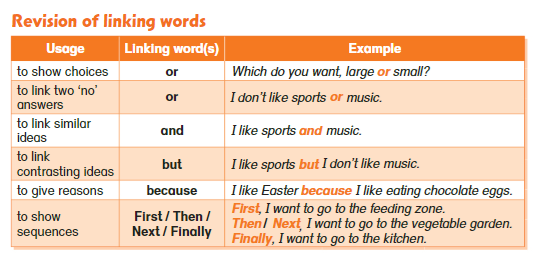 Revision of linking words
Usage Linking word(s) Example
to show choices or Which do you want, large or small?
to link two ‘no’
answers or I don't like sports or music.
to link similar
ideas and I like sports and music.
to link
contrasting ideas but I like sports but I don't like music.
to give reasons because I like Easter because I like eating chocolate eggs.
to show
sequences First / Then /
Next / Finally First, I want to go to the feeding zone.
Then / Next, I want to go to the vegetable garden.
Finally, I want to go to the kitchen.